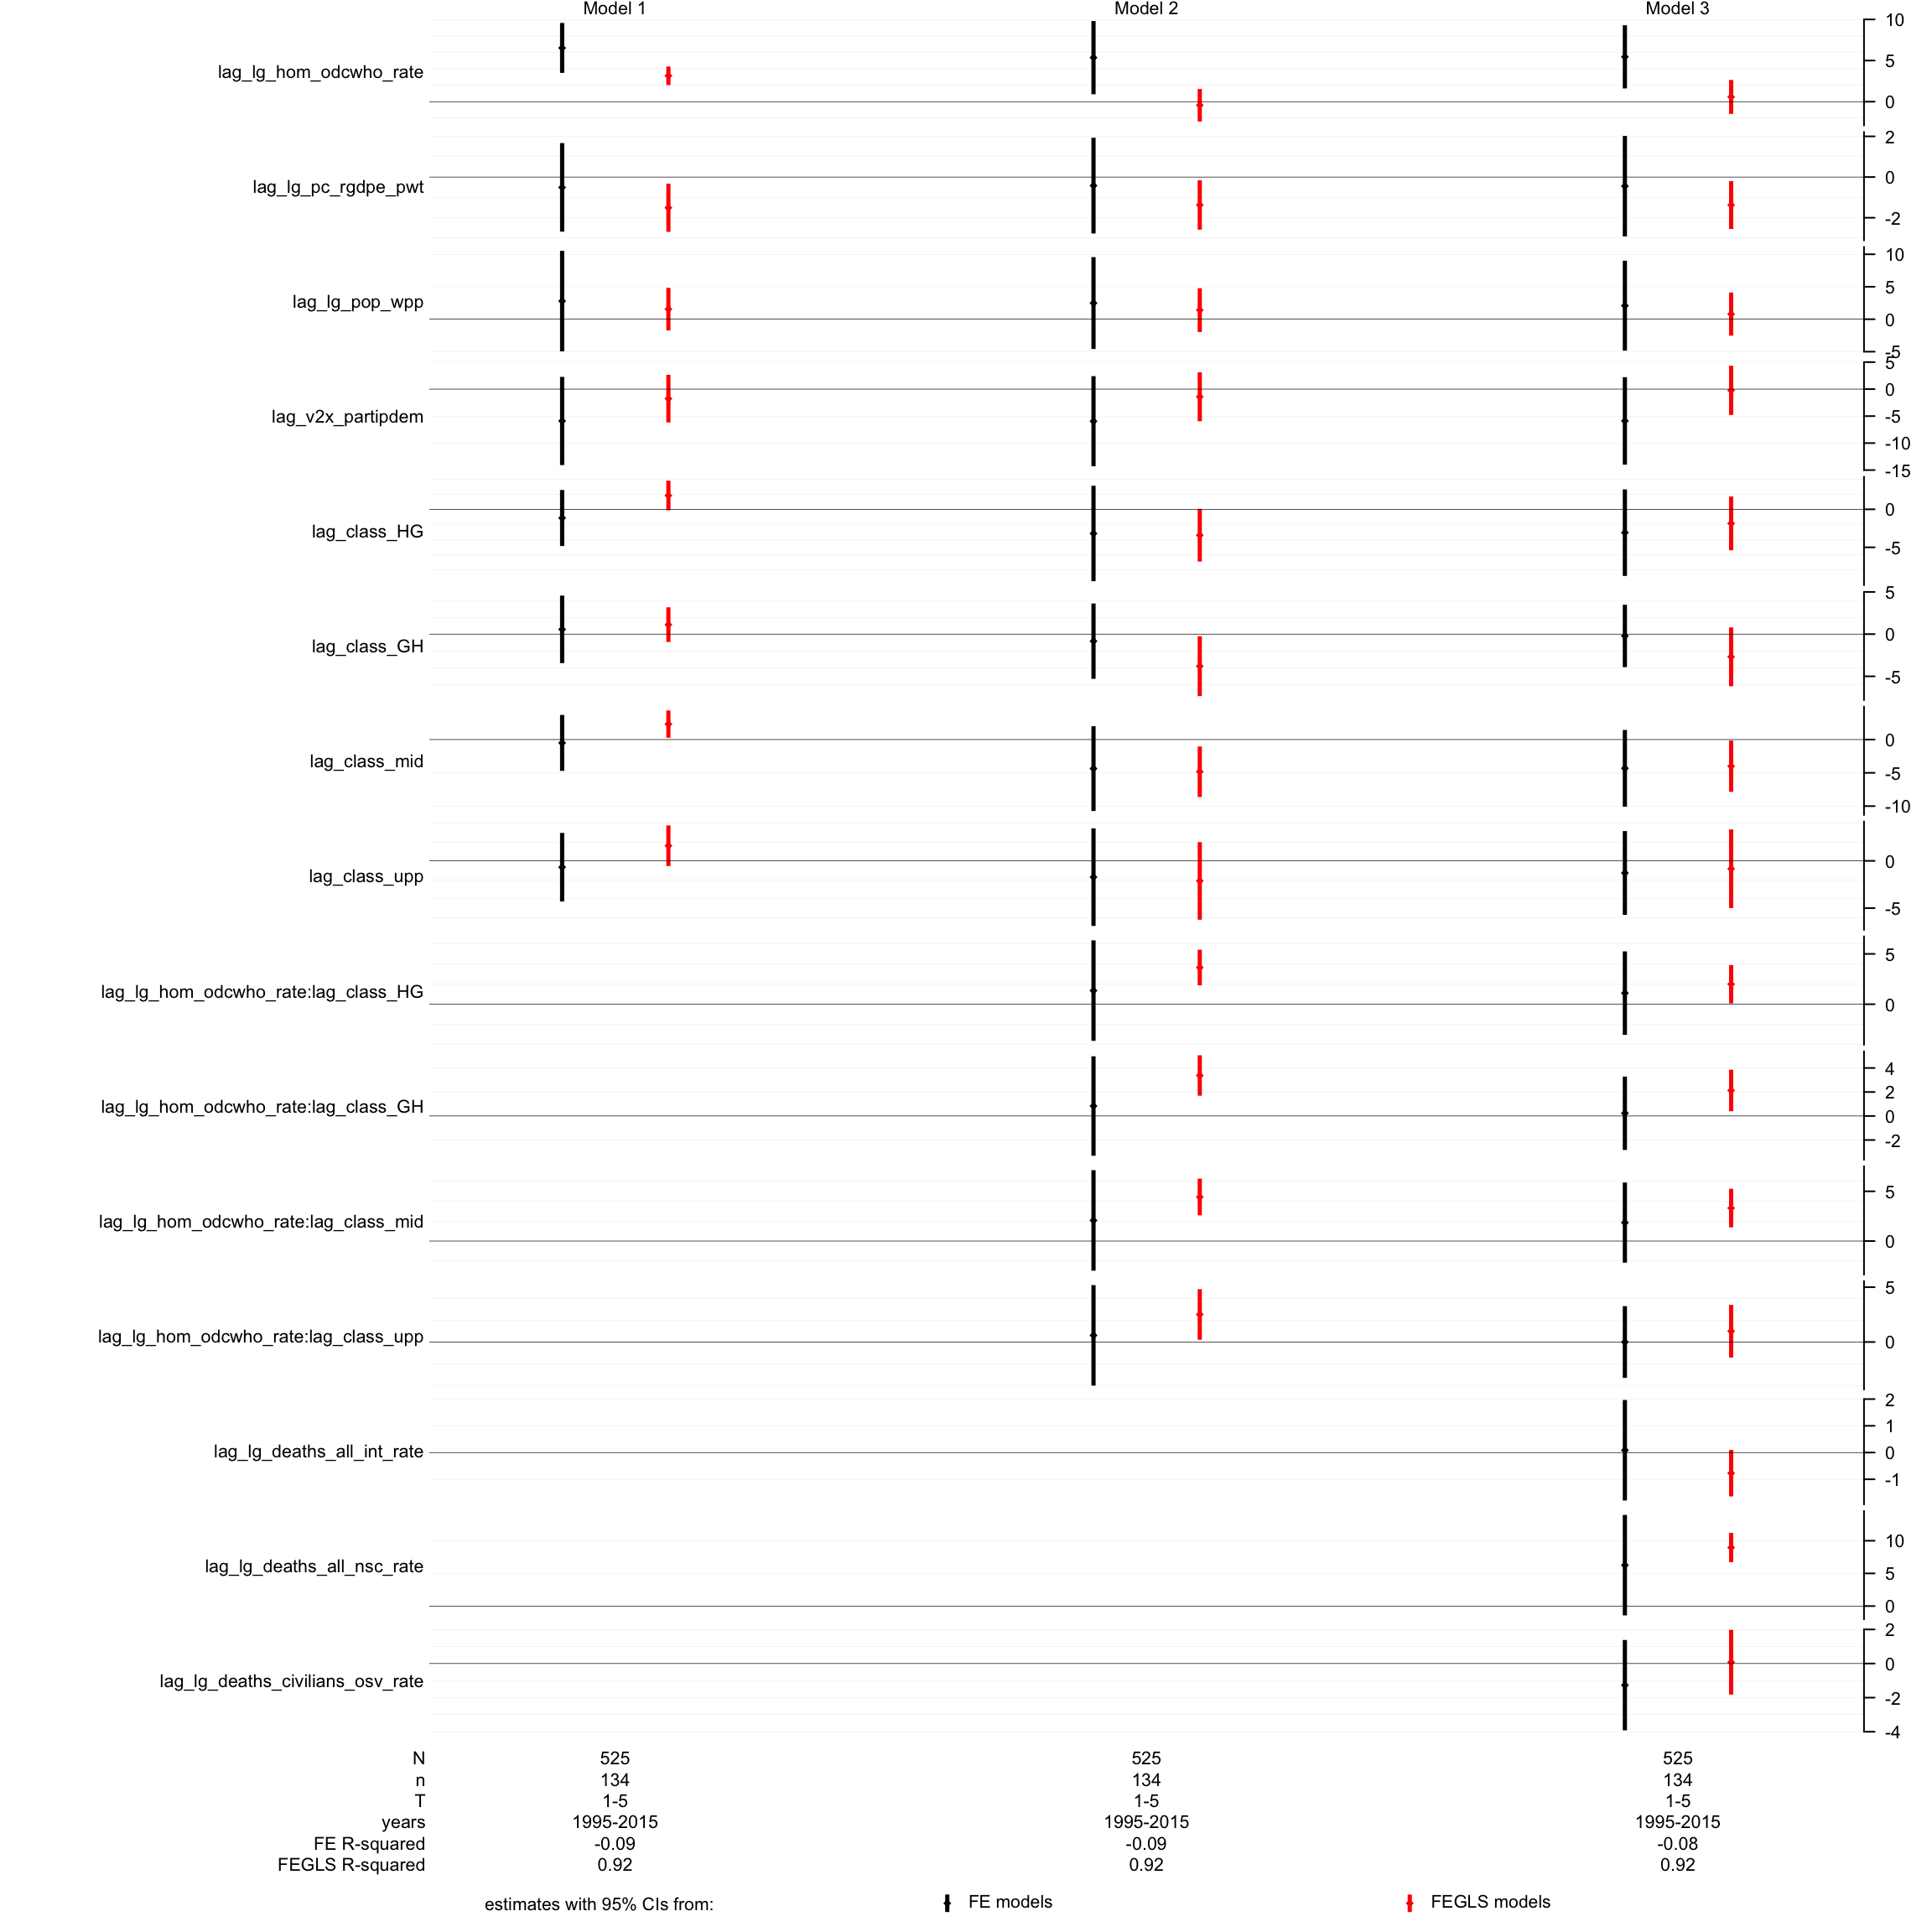 Model 1 Model 2 Model 3
lag_lg_hom_odcwho_rate 10 5 0
lag_lg_pc_rgdpe_pwt 2 0 -2
lag_lg_pop_wpp 10 5 0 -5
lag_v2x_partipdem 5 0 -5 -10 -15
lag_class_HG 0 -5
lag_class_GH 5 0 -5
lag_class_mid 0 -5 -10
lag_class_upp 0 -5
lag_lg_hom_odcwho_rate:lag_class_HG 5 0
lag_lg_hom_odcwho_rate:lag_class_GH 4 2 0 -2
lag_lg_hom_odcwho_rate:lag_class_mid 5 0
lag_lg_hom_odcwho_rate:lag_class_upp 5 0
lag_lg_deaths_all_int_rate 2 1 0 -1
lag_lg_deaths_all_nsc_rate 10 5 0
lag_lg_deaths_civilians_osv_rate 2 0 -2 -4
N 525 525 525
n 134 134 134
T 1-5 1-5 1-5
years 1995-2015 1995-2015 1995-2015
FE R-squared -0.09 -0.09 -0.08
FEGLS R-squared 0.92 0.92 0.92
estimates with 95% CIs from: FE models FEGLS models